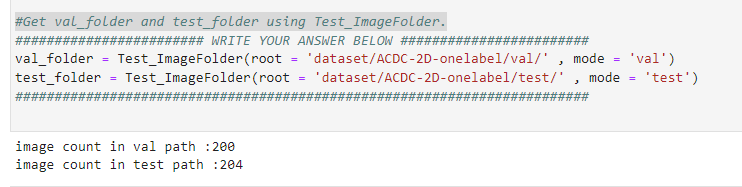 #Get val_folder and test_folder using Test_ImageFolder.
######################## WRITE YOUR ANSWER BELOW ########################
val_folder = Test_ImageFolder(root = 'dataset/ACDC-2D-onelabel/val/' , mode = 'val')
test_folder = Test_ImageFolder(root = 'dataset/ACDC-2D-onelabel/test/' , mode = 'test')
#########################################################################
image count in val path :200
image count in test path :204